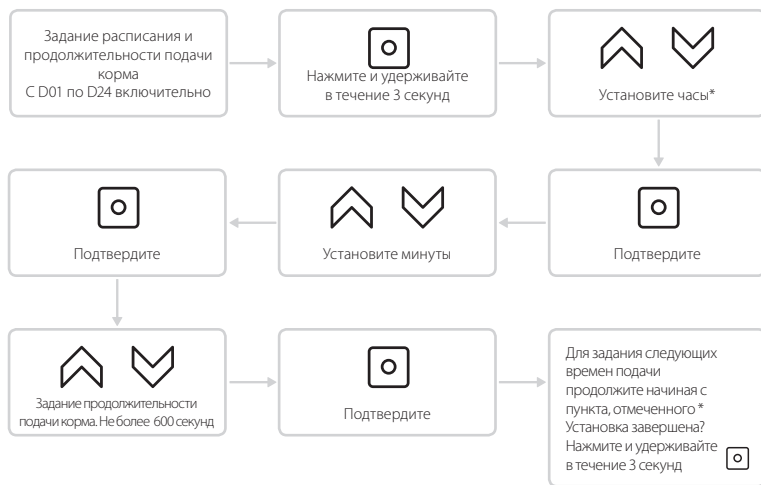 Задание расписания и
продолжительности подачи
корма
С D01 по D24 включительно
Нажмите и удерживайте
в течение 3 секунд
Установите часы*
Подтвердите
Установите минуты
Подтвердите
Задание продолжительности
подачи корма. Не более 600 секунд
Подтвердите
Для задания следующих
времен подачи
продолжите начиная с
пункта, отмеченного *
Установка завершена?
Нажмите и удерживайте
в течение 3 секунд